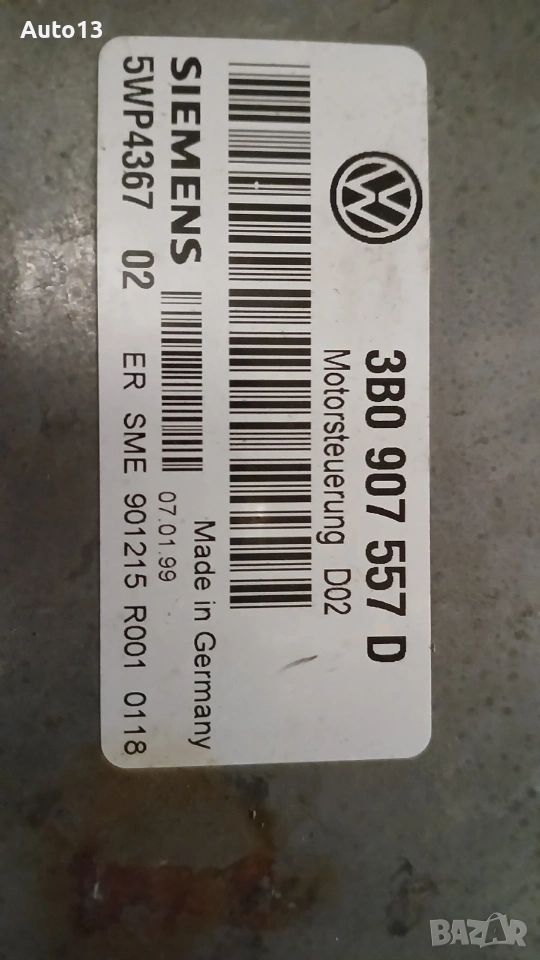 Auto13
3B0 907 557 D
Motorsteuerung D02
SIEMENS
5WP4367 02
07.01.99
Made in Germany
ER SME 901215 R001 0118
BAZAR